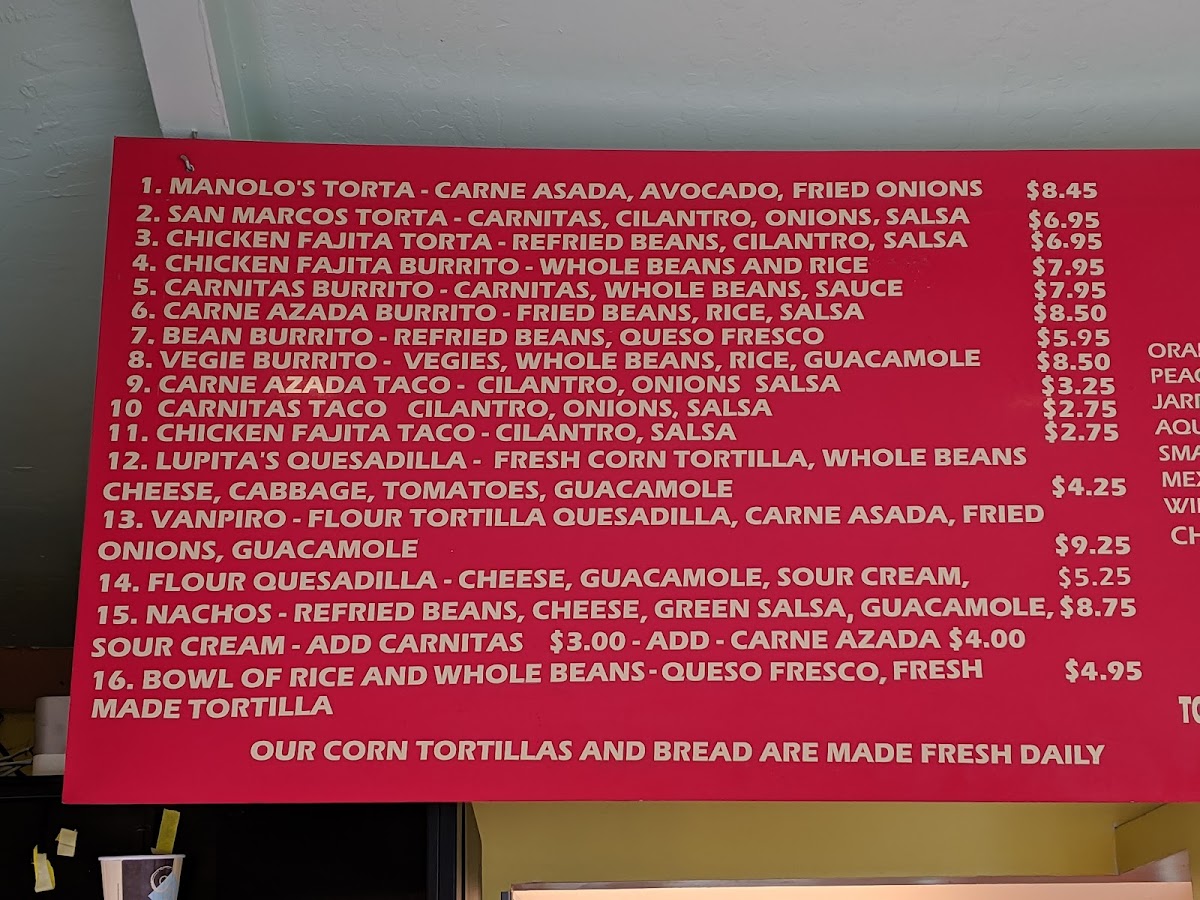 1. MANOLO'S TORTA - CARNE ASADA, AVOCADO, FRIED ONIONS $8.45
2. SAN MARCOS TORTA - CARNITAS, CILANTRO, ONIONS, SALSA $6.95
3. CHICKEN FAJITA TORTA - REFRIED BEANS, CILANTRO, SALSA $6.95
4. CHICKEN FAJITA BURRITO - WHOLE BEANS AND RICE $7.95
5. CARNITAS BURRITO - CARNITAS, WHOLE BEANS, SAUCE $7.95
6. CARNE AZADA BURRITO - FRIED BEANS, RICE, SALSA $8.50
7. BEAN BURRITO - REFRIED BEANS, QUESO FRESCO $5.95
8. VEGIE BURRITO - VEGIES, WHOLE BEANS, RICE, GUACAMOLE $8.50
9. CARNE AZADA TACO - CILANTRO, ONIONS SALSA $3.25
10 CARNITAS TACO CILANTRO, ONIONS, SALSA $2.75
11. CHICKEN FAJITA TACO - CILANTRO, SALSA $2.75
12. LUPITA'S QUESADILLA - FRESH CORN TORTILLA, WHOLE BEANS
CHEESE, CABBAGE, TOMATOES, GUACAMOLE $4.25
13. VANPIRO - FLOUR TORTILLA QUESADILLA, CARNE ASADA, FRIED
ONIONS, GUACAMOLE $9.25
14. FLOUR QUESADILLA - CHEESE, GUACAMOLE, SOUR CREAM, $5.25
15. NACHOS - REFRIED BEANS, CHEESE, GREEN SALSA, GUACAMOLE, $8.75
SOUR CREAM - ADD CARNITAS $3.00 - ADD - CARNE AZADA $4.00
16. BOWL OF RICE AND WHOLE BEANS - QUESO FRESCO, FRESH $4.95
MADE TORTILLA
OUR CORN TORTILLAS AND BREAD ARE MADE FRESH DAILY